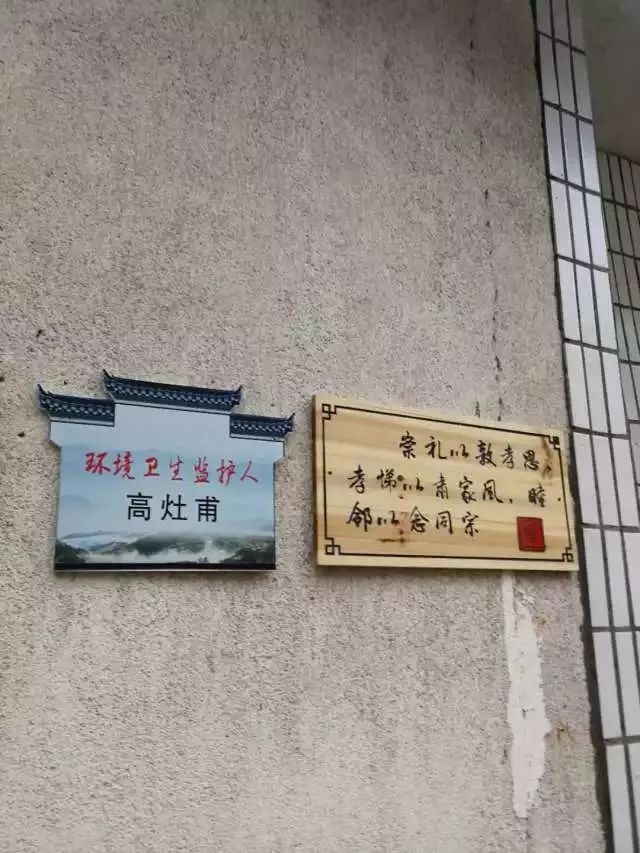 环境卫生监护人
高灶甫
崇礼以敦孝思,
孝悌以肃家风,瞳
邻以念同宗